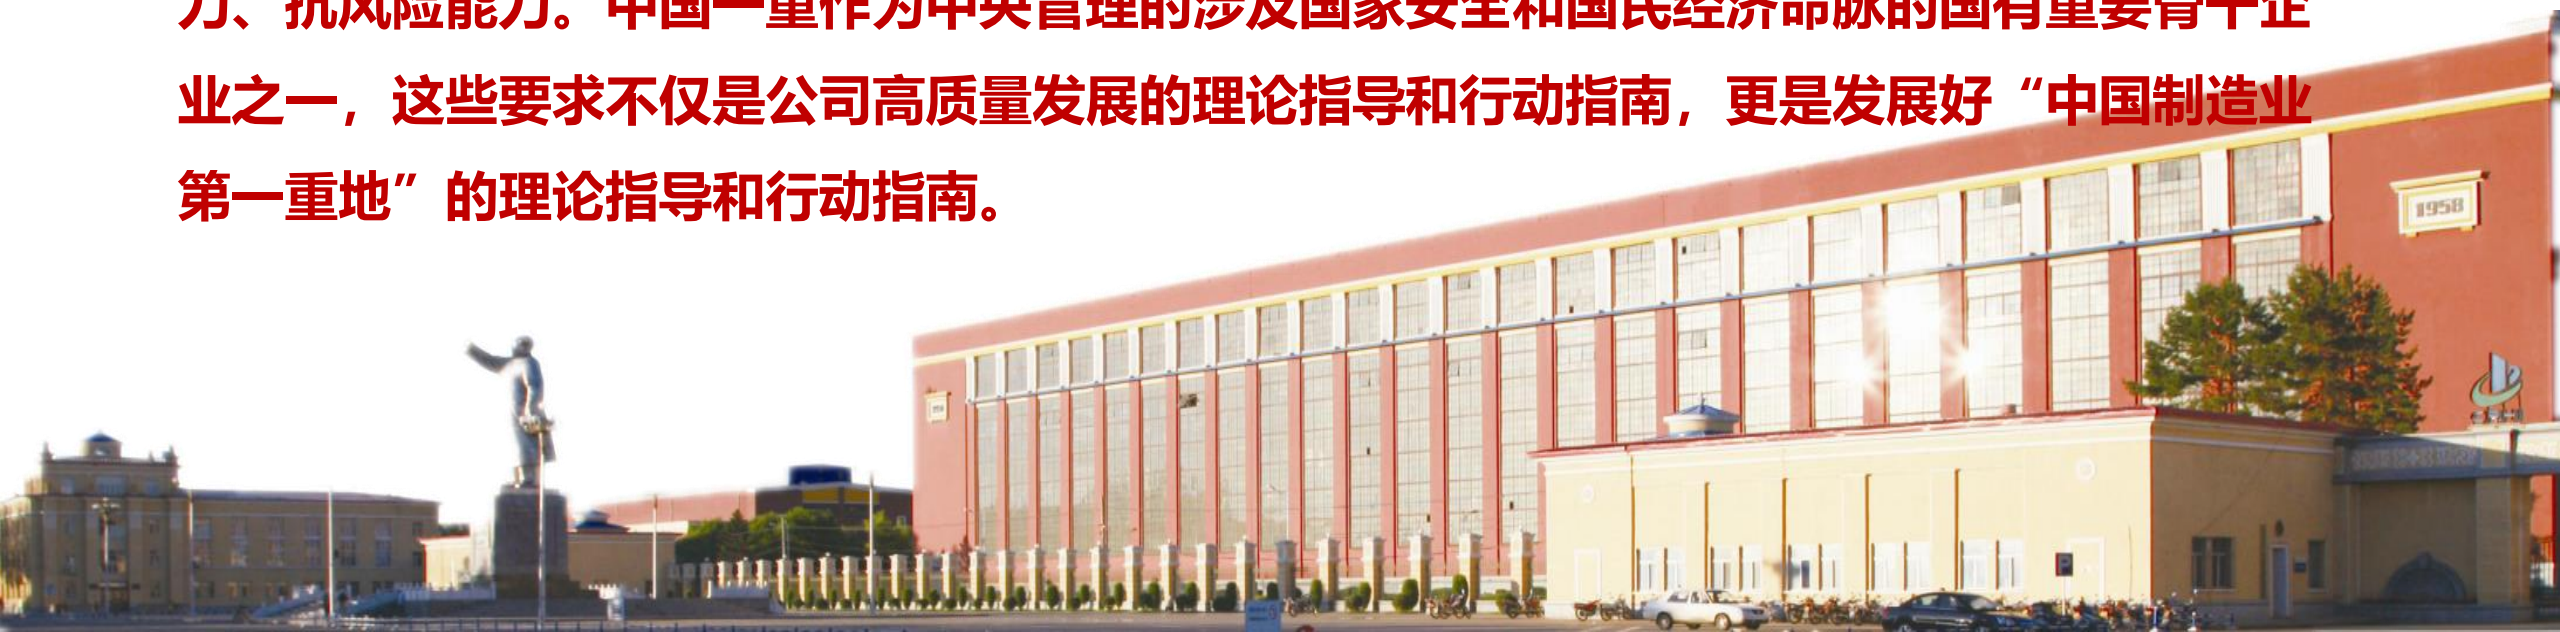 力、抗风险能力。中国一重作为中央管理的涉及国家安全和国民经济命脉的国有重要骨干企
业之一，这些要求不仅是公司高质量发展的理论指导和行动指南，更是发展好“中国制造业
第一重地”的理论指导和行动指南。
1958